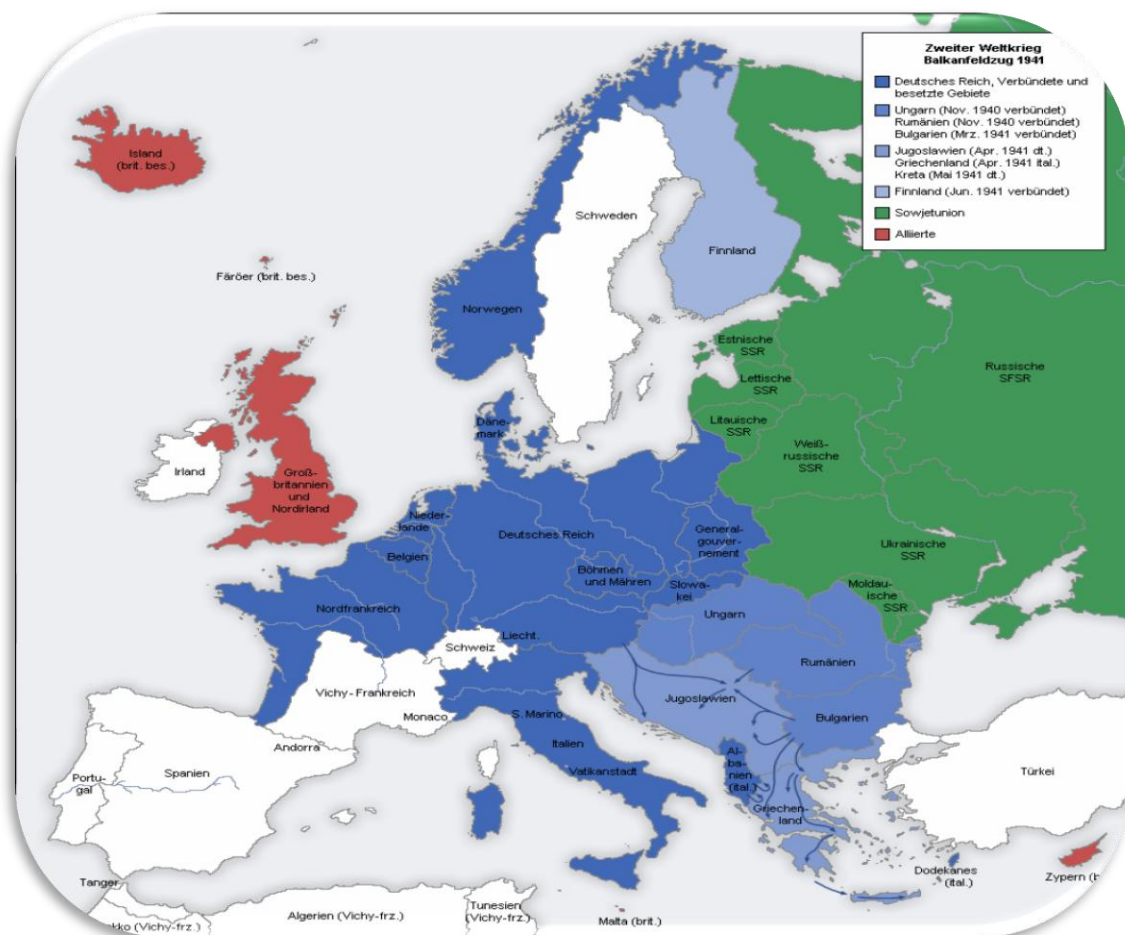 Zweiter Weltkrieg
Balkanfeldzug 1941
Deutsches Reich, Verbündete und
besetzte Gebiete
Ungarn (Nov. 1940 verbündet)
Rumänien (Nov. 1940 verbündet)
Bulgarien (Mrz. 1941 verbündet)
Jugoslawien (Apr. 1941 dt.)
Griechenland (Apr. 1941 ital.)
Kreta (Mai 1941 dt.)
Finnland (Jun. 1941 verbündet)
Sowjetunion
Alliierte
Island
(brit. bes.)
Färöer (brit. bes.)
Schweden
Finnland
Norwegen
Estnische
SSR
Lettische
SSR
Litauische
SSR
Russische
SFSR
Weiß-
russische
SSR
Däne-
mark
Irland
Groß-
britannien
und
Nordirland
Nieder-
lande
Belgien
Deutsches Reich
General-
gouver-
nement
Böhmen
und Mähren
Slowa-
kei
Ukrainische
SSR
Moldau-
ische
SSR
Nordfrankreich
Liecht.
Schweiz
Ungarn
Rumänien
Vichy-Frankreich
Monaco
S. Marino
Jugoslawien
Bulgarien
Andorra
Italien
Vatikanstadt
Portu-
gal
Spanien
Al-
ba-
nien
(ital.)
Griechen-
land
Türkei
Dodekanes
(ital.)
Zypern (b
Tanger
kko (Vichy-frz.)
Algerien (Vichy-frz.)
Tunesien
(Vichy-frz.)
Malta (brit.)